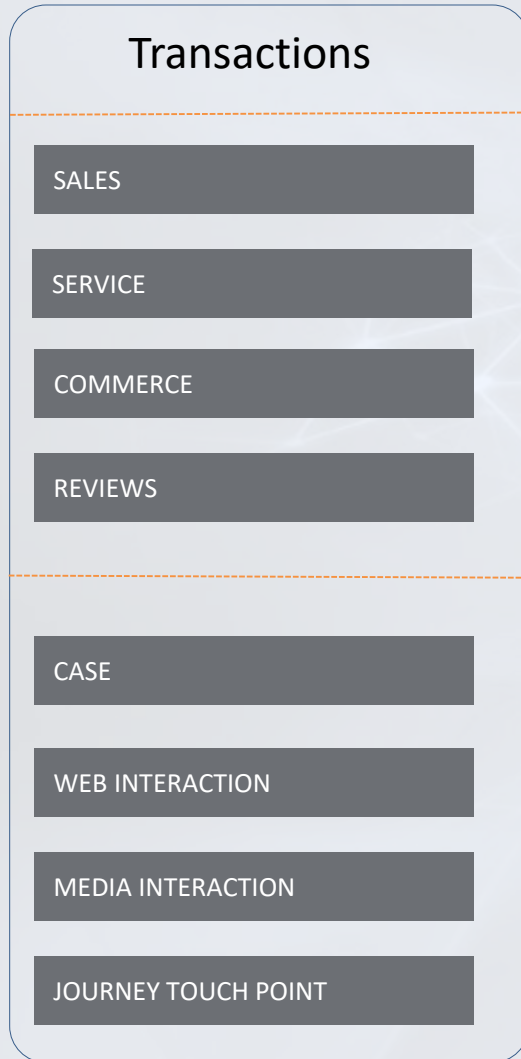 Transactions
SALES
SERVICE
COMMERCE
REVIEWS
CASE
WEB INTERACTION
MEDIA INTERACTION
JOURNEY TOUCH POINT